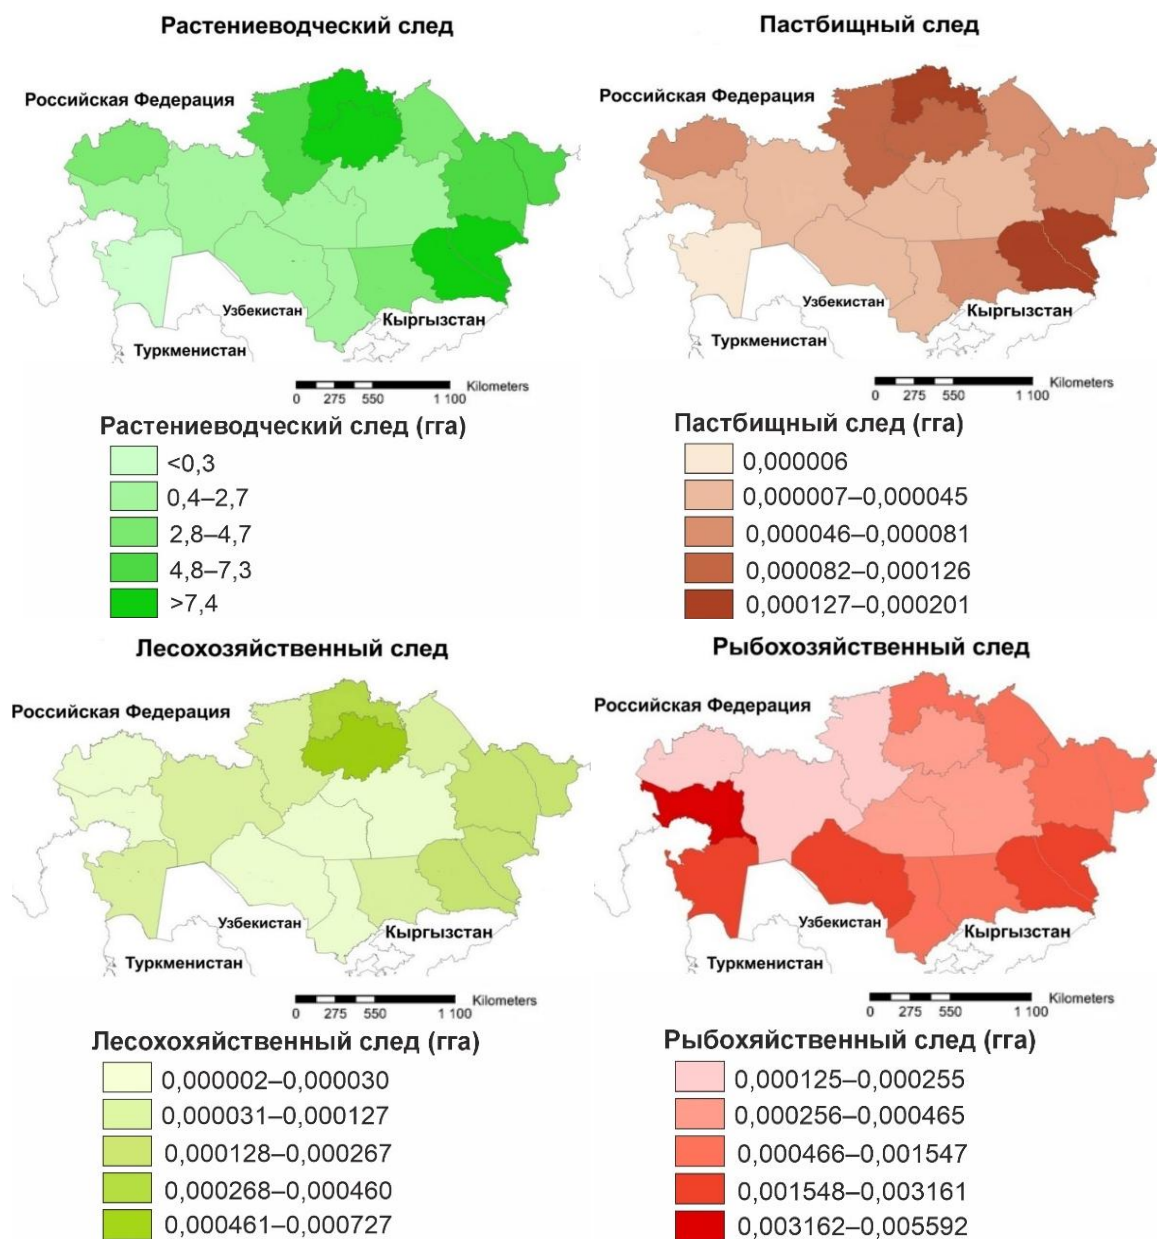 Растениеводческий след
Российская Федерация
Узбекистан
Кыргызстан
Туркменистан
Kilometers
0 275 550 1 100
Растениеводческий след (гга)
<0,3
0,4–2,7
2,8–4,7
4,8–7,3
>7,4
Пастбищный след
Российская Федерация
Узбекистан
Кыргызстан
Туркменистан
Kilometers
0 275 550 1 100
Пастбищный след (гга)
0,000006
0,000007–0,000045
0,000046–0,000081
0,000082–0,000126
0,000127–0,000201
Лесохозяйственный след
Российская Федерация
Узбекистан
Кыргызстан
Туркменистан
Kilometers
0 275 550 1 100
Лесохохяйственный след (гга)
0,000002–0,000030
0,000031–0,000127
0,000128–0,000267
0,000268–0,000460
0,000461–0,000727
Рыбохозяйственный след
Российская Федерация
Узбекистан
Кыргызстан
Туркменистан
Kilometers
0 275 550 1 100
Рыбохяйственный след (гга)
0,000125–0,000255
0,000256–0,000465
0,000466–0,001547
0,001548–0,003161
0,003162–0,005592